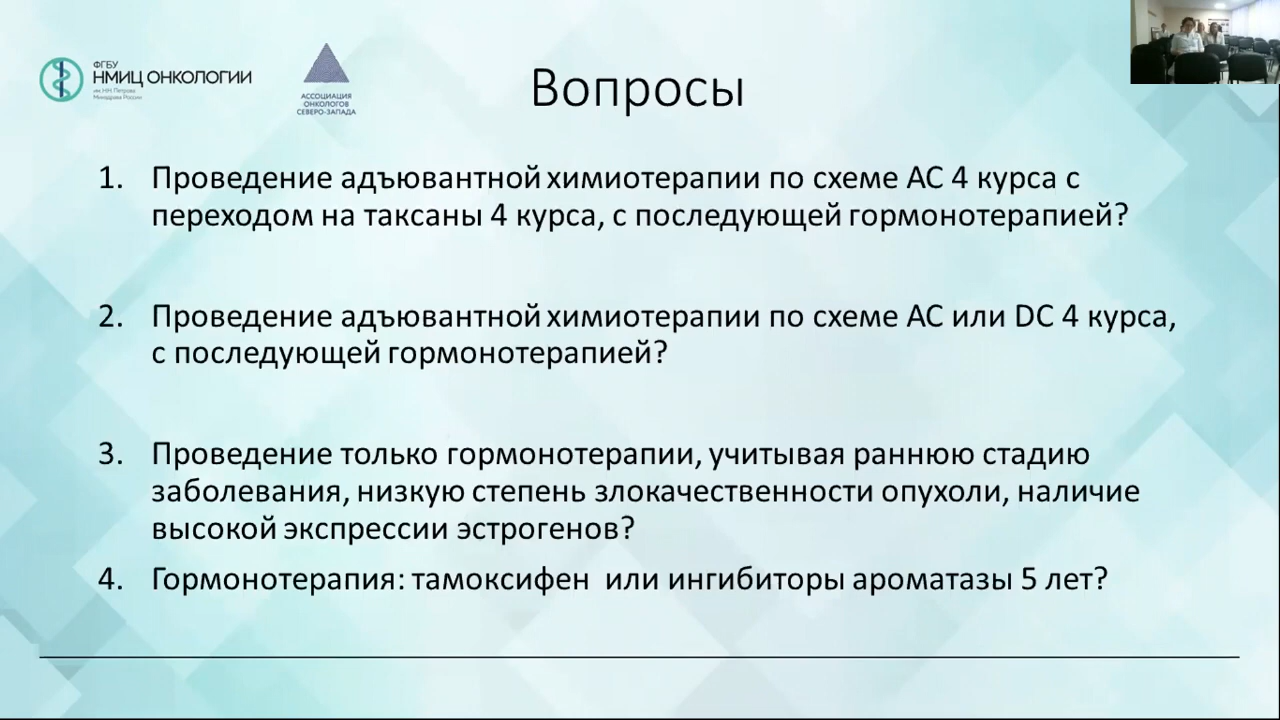 ФГБУ
НМИЦ ОНКОЛОГИИ
им. Н.Н. Петрова
Минздрава России
АССОЦИАЦИЯ
ОНКОЛОГОВ
СЕВЕРО-ЗАПАДА
Вопросы
1. Проведение адъювантной химиотерапии по схеме АС 4 курса с
переходом на таксаны 4 курса, с последующей гормонотерапией?
2. Проведение адъювантной химиотерапии по схеме АС или DC 4 курса,
с последующей гормонотерапией?
3. Проведение только гормонотерапии, учитывая раннюю стадию
заболевания, низкую степень злокачественности опухоли, наличие
высокой экспрессии эстрогенов?
4. Гормонотерапия: тамоксифен или ингибиторы ароматазы 5 лет?